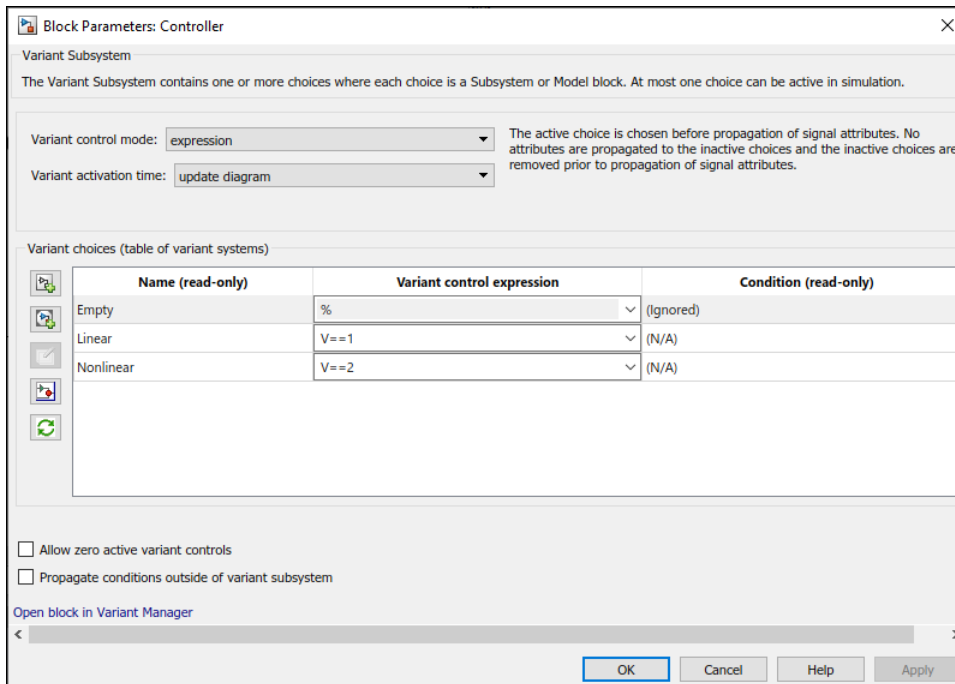 Block Parameters: Controller
Variant Subsystem
The Variant Subsystem contains one or more choices where each choice is a Subsystem or Model block. At most one choice can be active in simulation.
Variant control mode: expression
The active choice is chosen before propagation of signal attributes. No
attributes are propagated to the inactive choices and the inactive choices are
removed prior to propagation of signal attributes.
Variant activation time: update diagram
Variant choices (table of variant systems)
Name (read-only) Variant control expression Condition (read-only)
Empty % (Ignored)
Linear V==1 (N/A)
Nonlinear V==2 (N/A)
Allow zero active variant controls
Propagate conditions outside of variant subsystem
Open block in Variant Manager
OK Cancel Help Apply